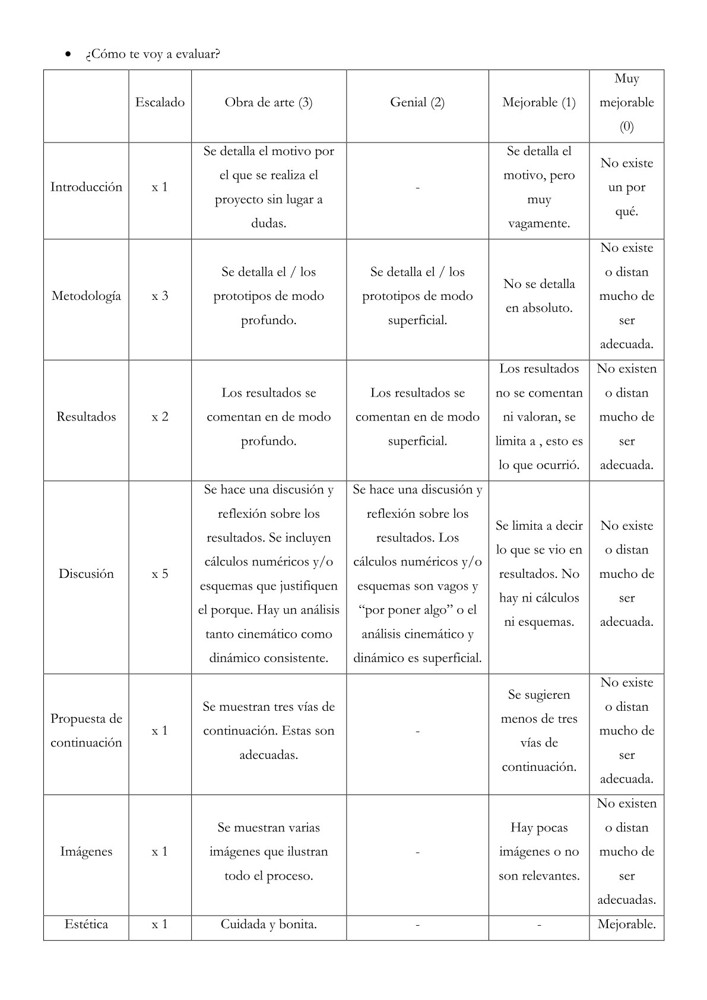 • ¿Cómo te voy a evaluar?
Escalado
Obra de arte (3)
Genial (2)
Mejorable (1)
Muy
mejorable
(0)
Introducción
x 1
Se detalla el motivo por
el que se realiza el
proyecto sin lugar a
dudas.
-
Se detalla el
motivo, pero
muy
vagamente.
No existe
un por
qué.
Metodología
x 3
Se detalla el / los
prototipos de modo
profundo.
Se detalla el / los
prototipos de modo
superficial.
No se detalla
en absoluto.
No existe
o distan
mucho de
ser
adecuada.
Resultados
x 2
Los resultados se
comentan en de modo
profundo.
Los resultados se
comentan en de modo
superficial.
Los resultados
no se comentan
ni valoran, se
limita a , esto es
lo que ocurrió.
No existen
o distan
mucho de
ser
adecuada.
Discusión
x 5
Se hace una discusión y
reflexión sobre los
resultados. Se incluyen
cálculos numéricos y/o
esquemas que justifiquen
el porque. Hay un análisis
tanto cinemático como
dinámico consistente.
Se hace una discusión y
reflexión sobre los
resultados. Los
cálculos numéricos y/o
esquemas son vagos y
“por poner algo” o el
análisis cinemático y
dinámico es superficial.
Se limita a decir
lo que se vio en
resultados. No
hay ni cálculos
ni esquemas.
No existe
o distan
mucho de
ser
adecuada.
Propuesta de
continuación
x 1
Se muestran tres vías de
continuación. Estas son
adecuadas.
-
Se sugieren
menos de tres
vías de
continuación.
No existe
o distan
mucho de
ser
adecuada.
Imágenes
x 1
Se muestran varias
imágenes que ilustran
todo el proceso.
-
Hay pocas
imágenes o no
son relevantes.
No existen
o distan
mucho de
ser
adecuadas.
Estética
x 1
Cuidada y bonita.
-
-
Mejorable.